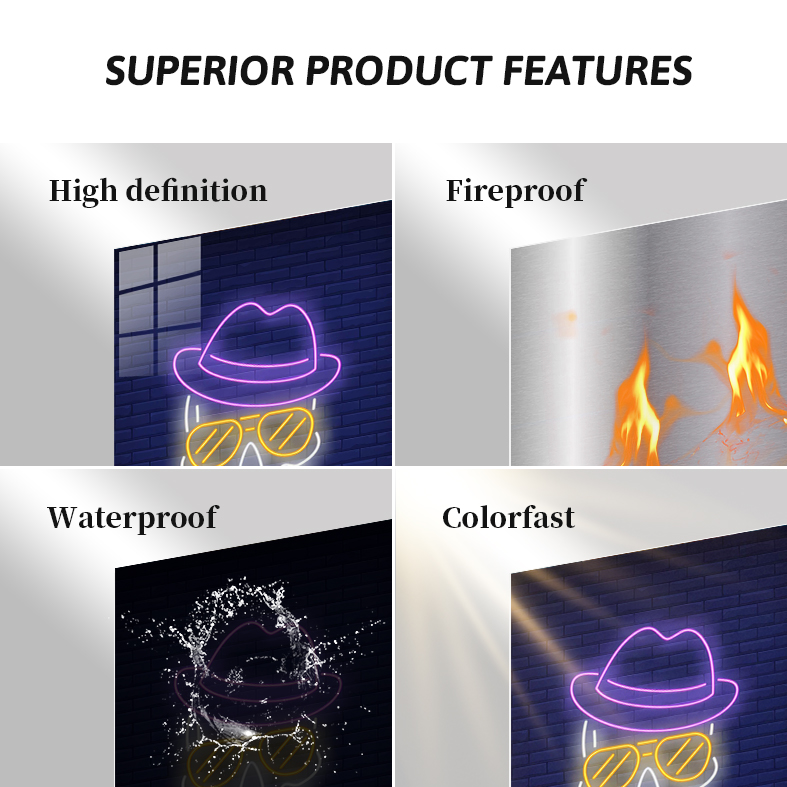 SUPERIOR PRODUCT FEATURES
High definition
Fireproof
Waterproof
Colorfast